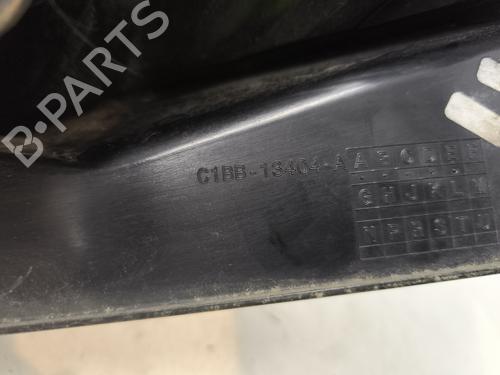 B-PARTS
C1BB-13404-A
A B C D E F
G H J K L M
N P R S T U